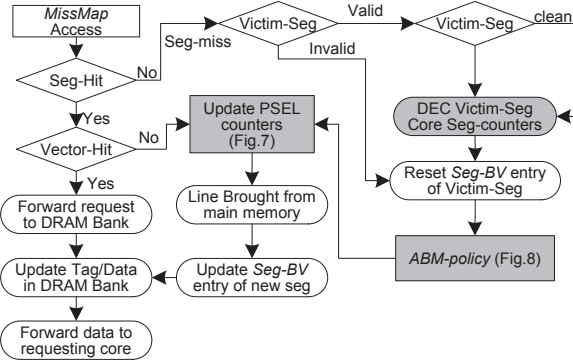 MissMap
Access
Seg-Hit
No
Seg-miss
Victim-Seg
Valid
Invalid
Victim-Seg
clean
Yes
Vector-Hit
No
Update PSEL
counters
(Fig.7)
DEC Victim-Seg
Core Seg-counters
Yes
Forward request
to DRAM Bank
Line Brought from
main memory
Reset Seg-BV entry
of Victim-Seg
Update Tag/Data
in DRAM Bank
Update Seg-BV
entry of new seg
ABM-policy (Fig.8)
Forward data to
requesting core